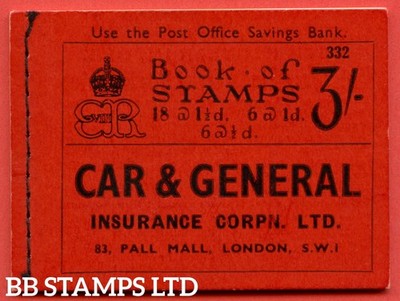 Use the Post Office Savings Bank.
332
Book of
STAMPS 3/-
18 @ 1½d, 6 @ 1d.
6 @ ½d.
E VIII R
CAR & GENERAL
INSURANCE CORPN. LTD.
83, PALL MALL, LONDON, S.W.1
BB STAMPS LTD